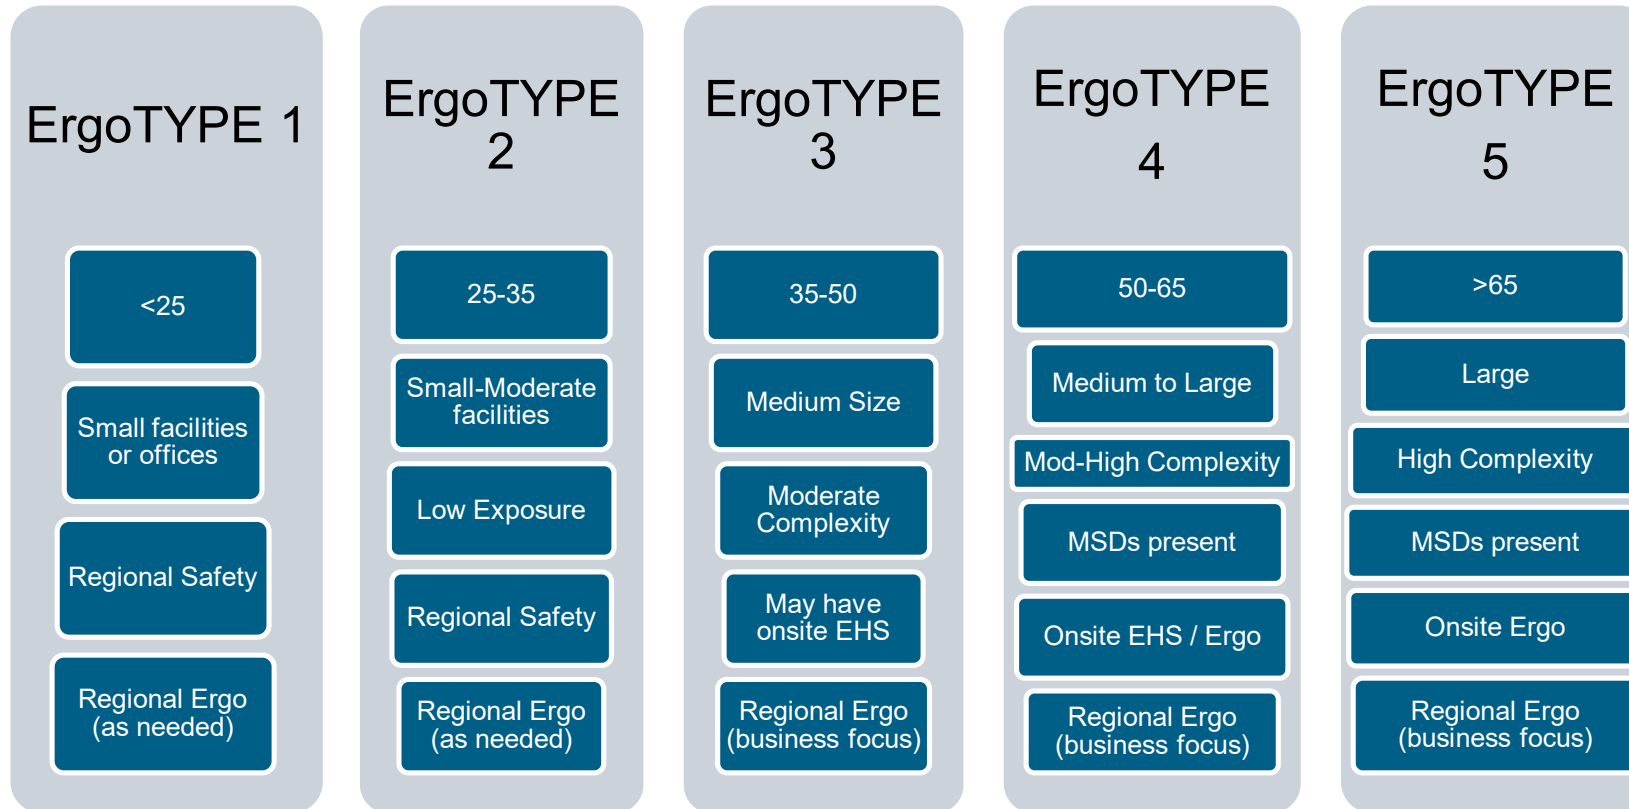 ErgoTYPE 1
<25
Small facilities
or offices
Regional Safety
Regional Ergo
(as needed)
ErgoTYPE
2
25-35
Small-Moderate
facilities
Low Exposure
Regional Safety
Regional Ergo
(as needed)
ErgoTYPE
3
35-50
Medium Size
Moderate
Complexity
May have
onsite EHS
Regional Ergo
(business focus)
ErgoTYPE
4
50-65
Medium to Large
Mod-High Complexity
MSDs present
Onsite EHS / Ergo
Regional Ergo
(business focus)
ErgoTYPE
5
>65
Large
High Complexity
MSDs present
Onsite Ergo
Regional Ergo
(business focus)